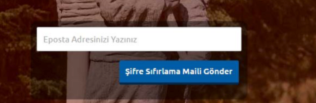 Eposta Adresinizi Yazınız
Şifre Sıfırlama Maili Gönder